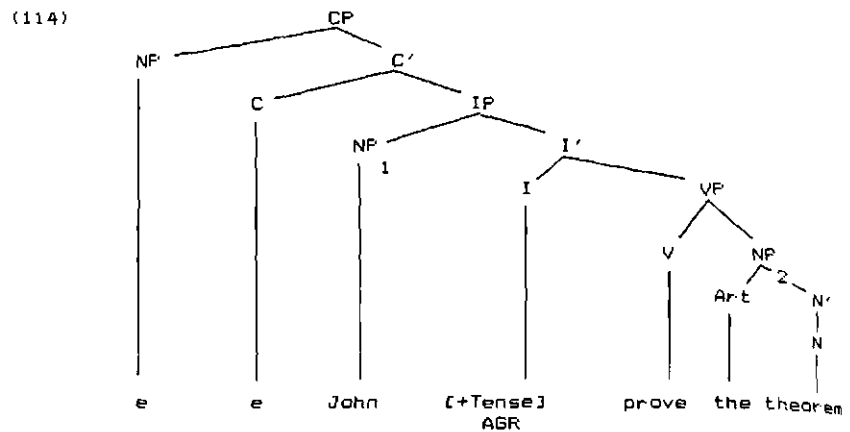 (114) CP
NP C'
C IP
NP 1 I'
I VP
V NP 2
Art N'
N
e e John [+Tense] prove the theorem
AGR